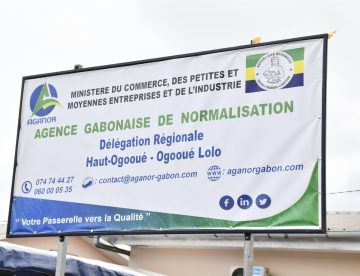 MINISTERE DU COMMERCE, DES PETITES ET
MOYENNES ENTREPRISES ET DE L'INDUSTRIE
AGANOR
AGENCE GABONAISE DE NORMALISATION
Délégation Régionale
Haut-Ogooué - Ogooué Lolo
074 74 44 27
060 00 05 35
: contact@aganor-gabon.com
: www.aganorgabon.com
"Votre Passerelle vers la Qualité"